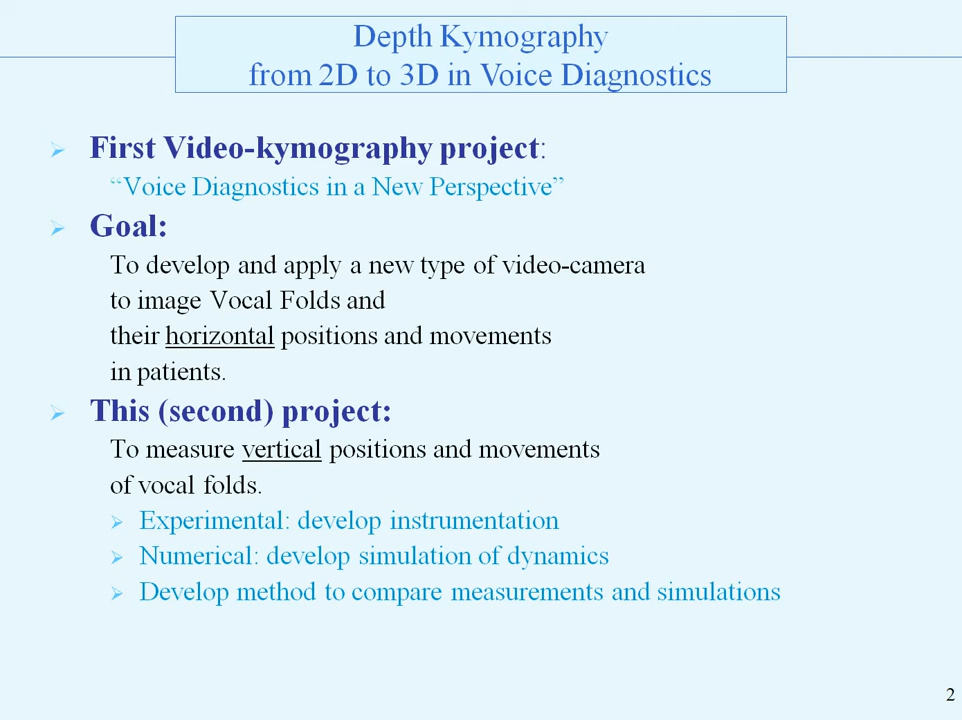 Depth Kymography
from 2D to 3D in Voice Diagnostics
First Video-kymography project:
“Voice Diagnostics in a New Perspective”
Goal:
To develop and apply a new type of video-camera
to image Vocal Folds and
their horizontal positions and movements
in patients.
This (second) project:
To measure vertical positions and movements
of vocal folds.
Experimental: develop instrumentation
Numerical: develop simulation of dynamics
Develop method to compare measurements and simulations
2